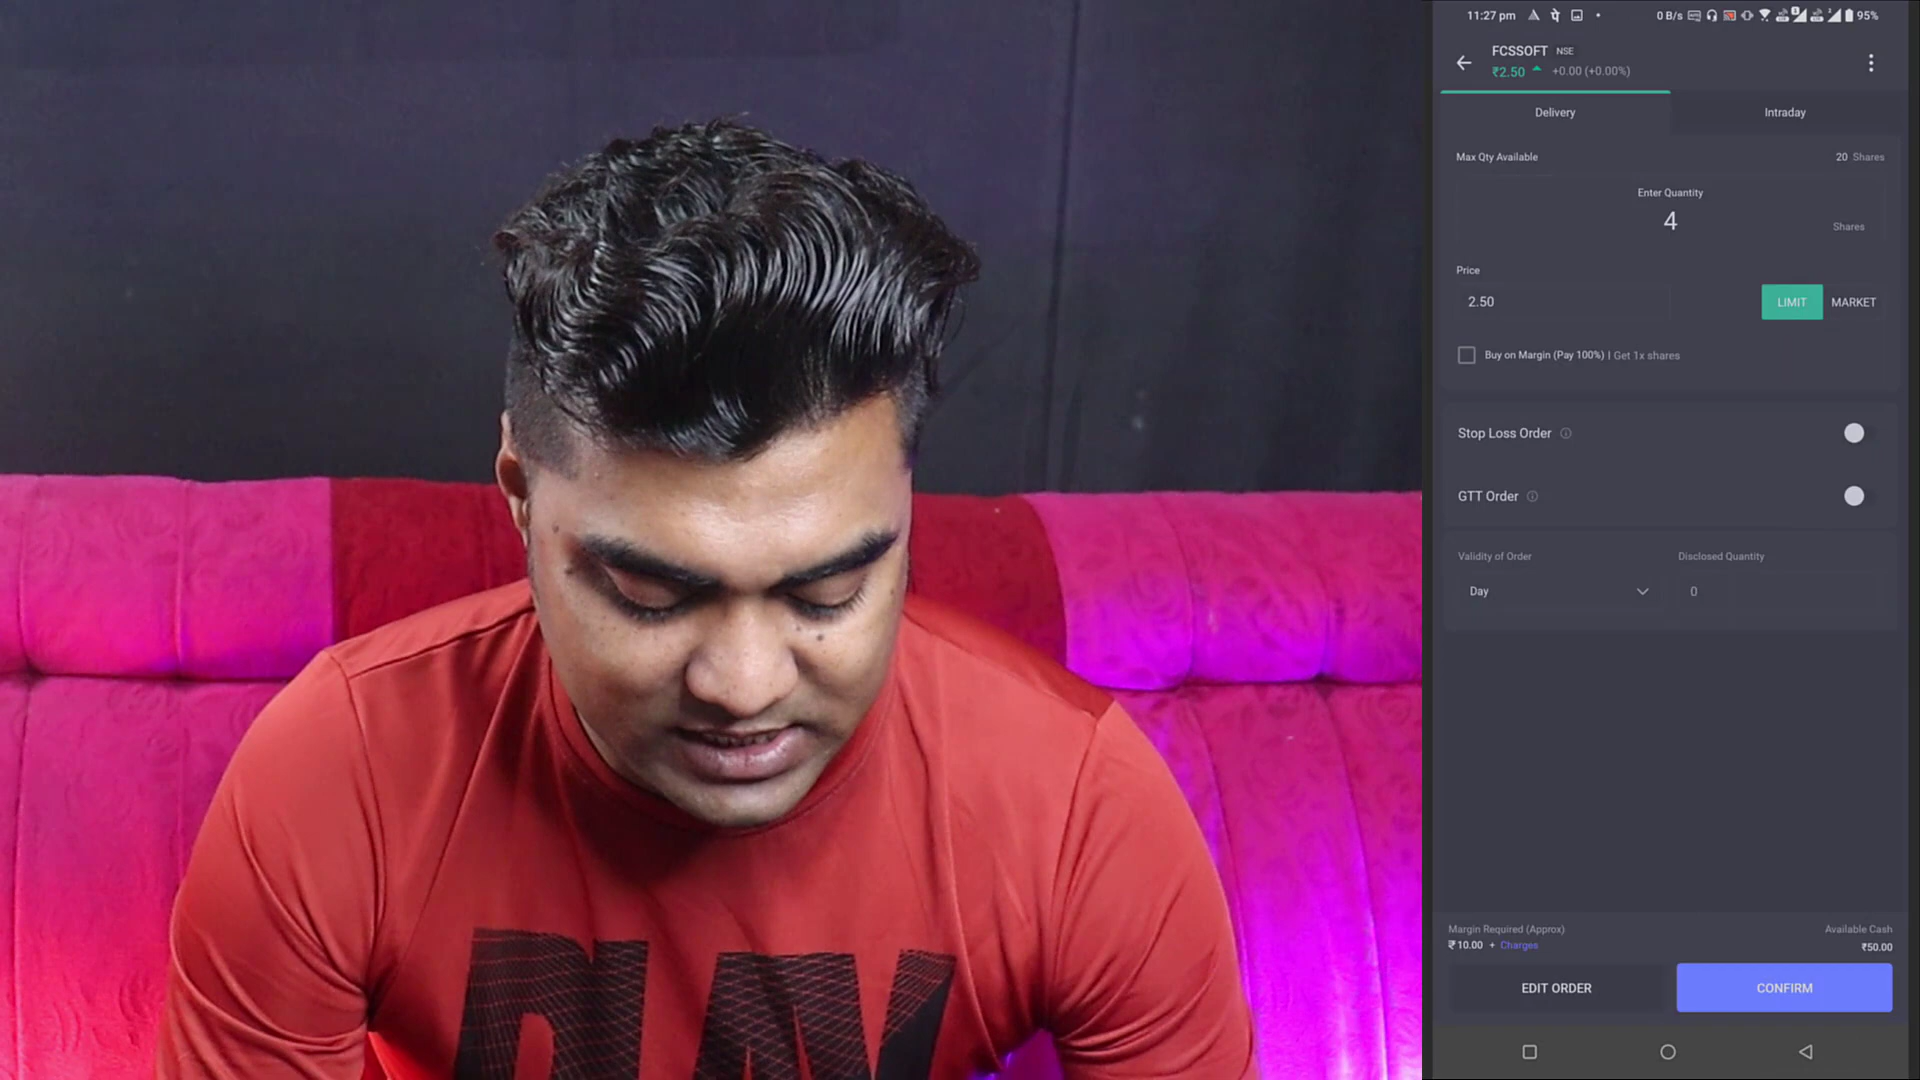 11:27 pm
0 B/s
95%
FCSSOFT NSE
₹2.50 +0.00 (+0.00%)
Delivery
Intraday
Max Qty Available
20 Shares
Enter Quantity
4
Shares
Price
2.50
LIMIT
MARKET
Buy on Margin (Pay 100%) | Get 1x shares
Stop Loss Order
GTT Order
Validity of Order
Disclosed Quantity
Day
0
Margin Required (Approx)
Available Cash
₹10.00 + Charges
₹50.00
EDIT ORDER
CONFIRM
PLAY